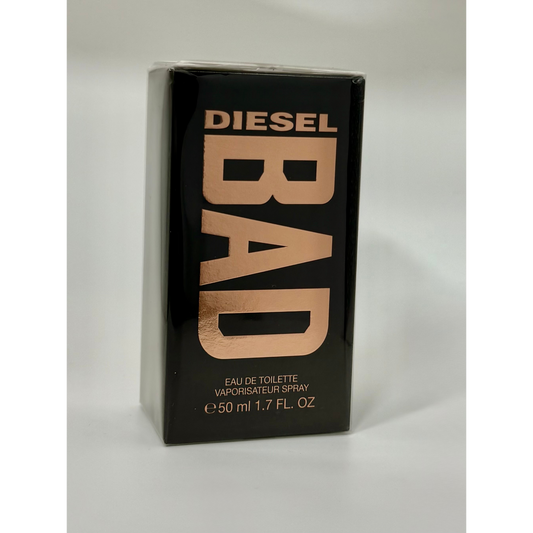 DIESEL
BAD
EAU DE TOILETTE
VAPORISATEUR SPRAY
℮50 ml 1.7 FL. OZ